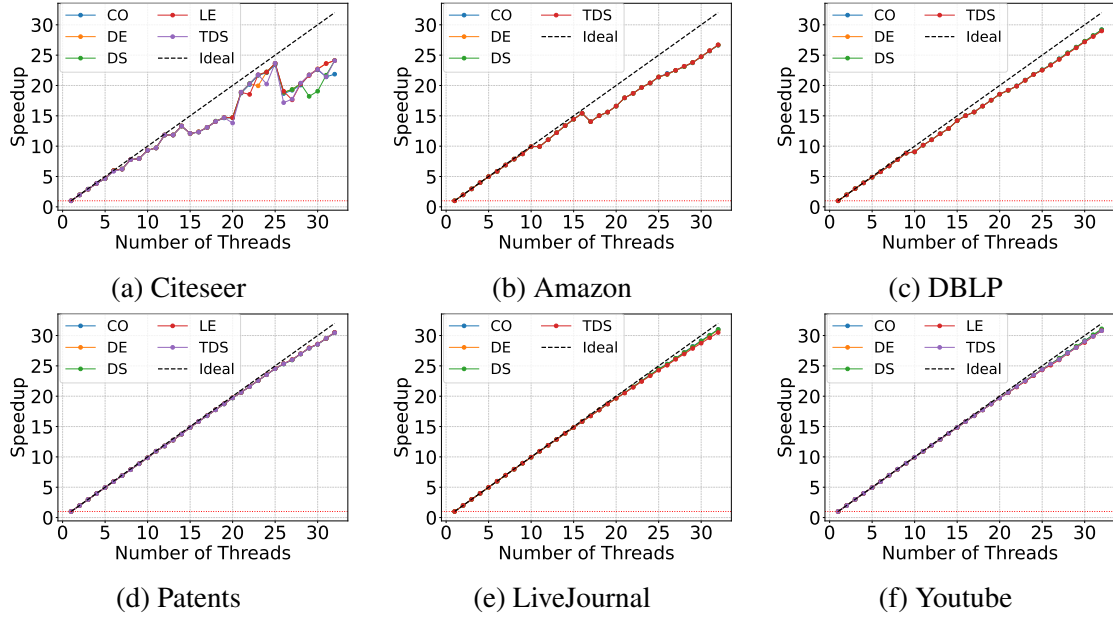 CO LE
DE TDS
DS Ideal
Speedup
30
25
20
15
10
5
0
0 5 10 15 20 25 30
Number of Threads
(a) Citeseer
CO TDS
DE Ideal
DS
Speedup
30
25
20
15
10
5
0
0 5 10 15 20 25 30
Number of Threads
(b) Amazon
CO TDS
DE Ideal
DS
Speedup
30
25
20
15
10
5
0
0 5 10 15 20 25 30
Number of Threads
(c) DBLP
CO LE
DE TDS
DS Ideal
Speedup
30
25
20
15
10
5
0
0 5 10 15 20 25 30
Number of Threads
(d) Patents
CO TDS
DE Ideal
DS
Speedup
30
25
20
15
10
5
0
0 5 10 15 20 25 30
Number of Threads
(e) LiveJournal
CO LE
DE TDS
DS Ideal
Speedup
30
25
20
15
10
5
0
0 5 10 15 20 25 30
Number of Threads
(f) Youtube